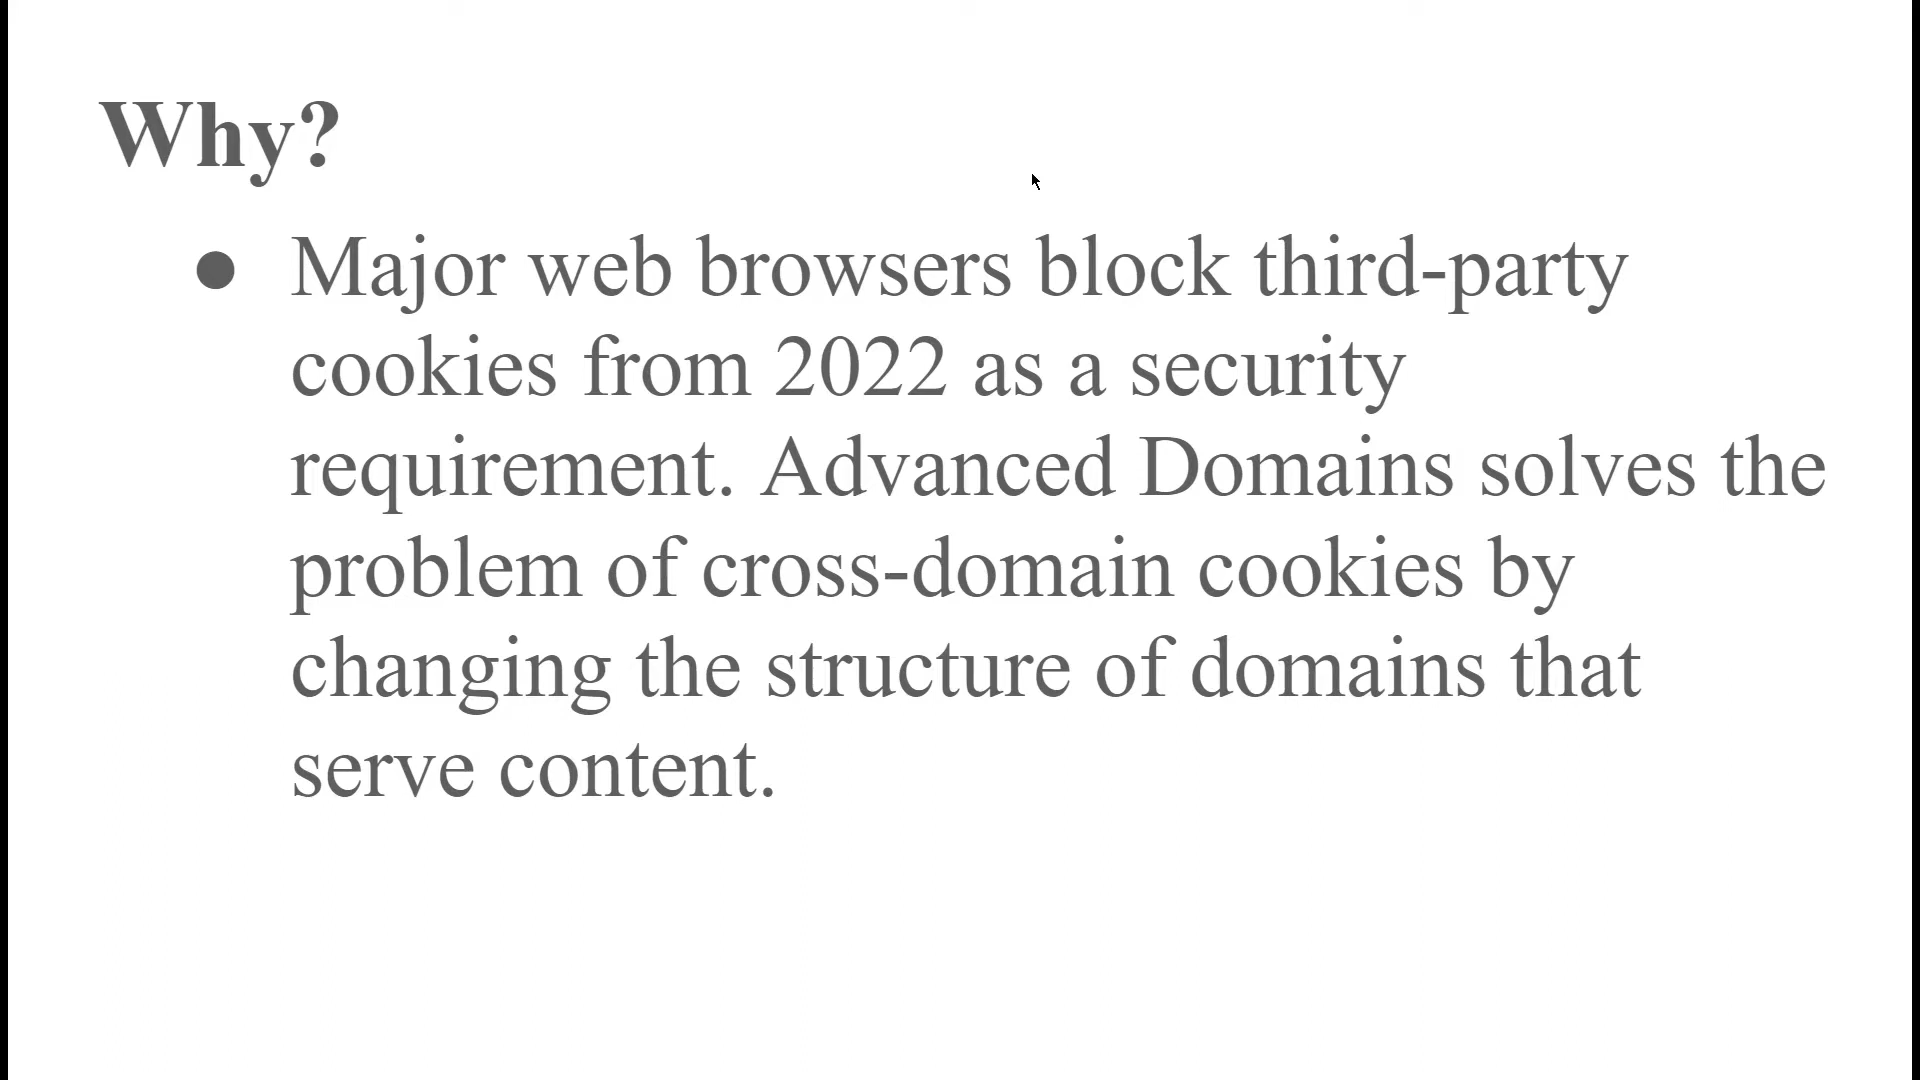 Why?
● Major web browsers block third-party
cookies from 2022 as a security
requirement. Advanced Domains solves the
problem of cross-domain cookies by
changing the structure of domains that
serve content.